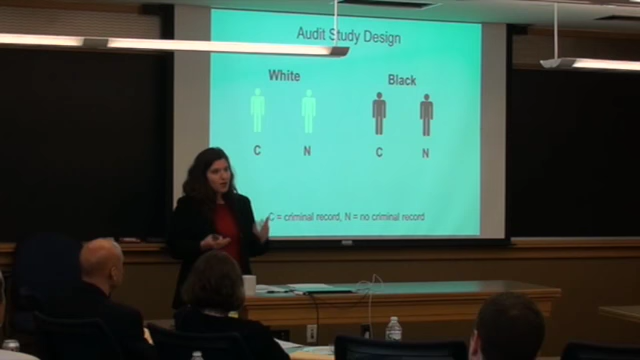 Audit Study Design
White
Black
C
N
C
N
C = criminal record, N = no criminal record